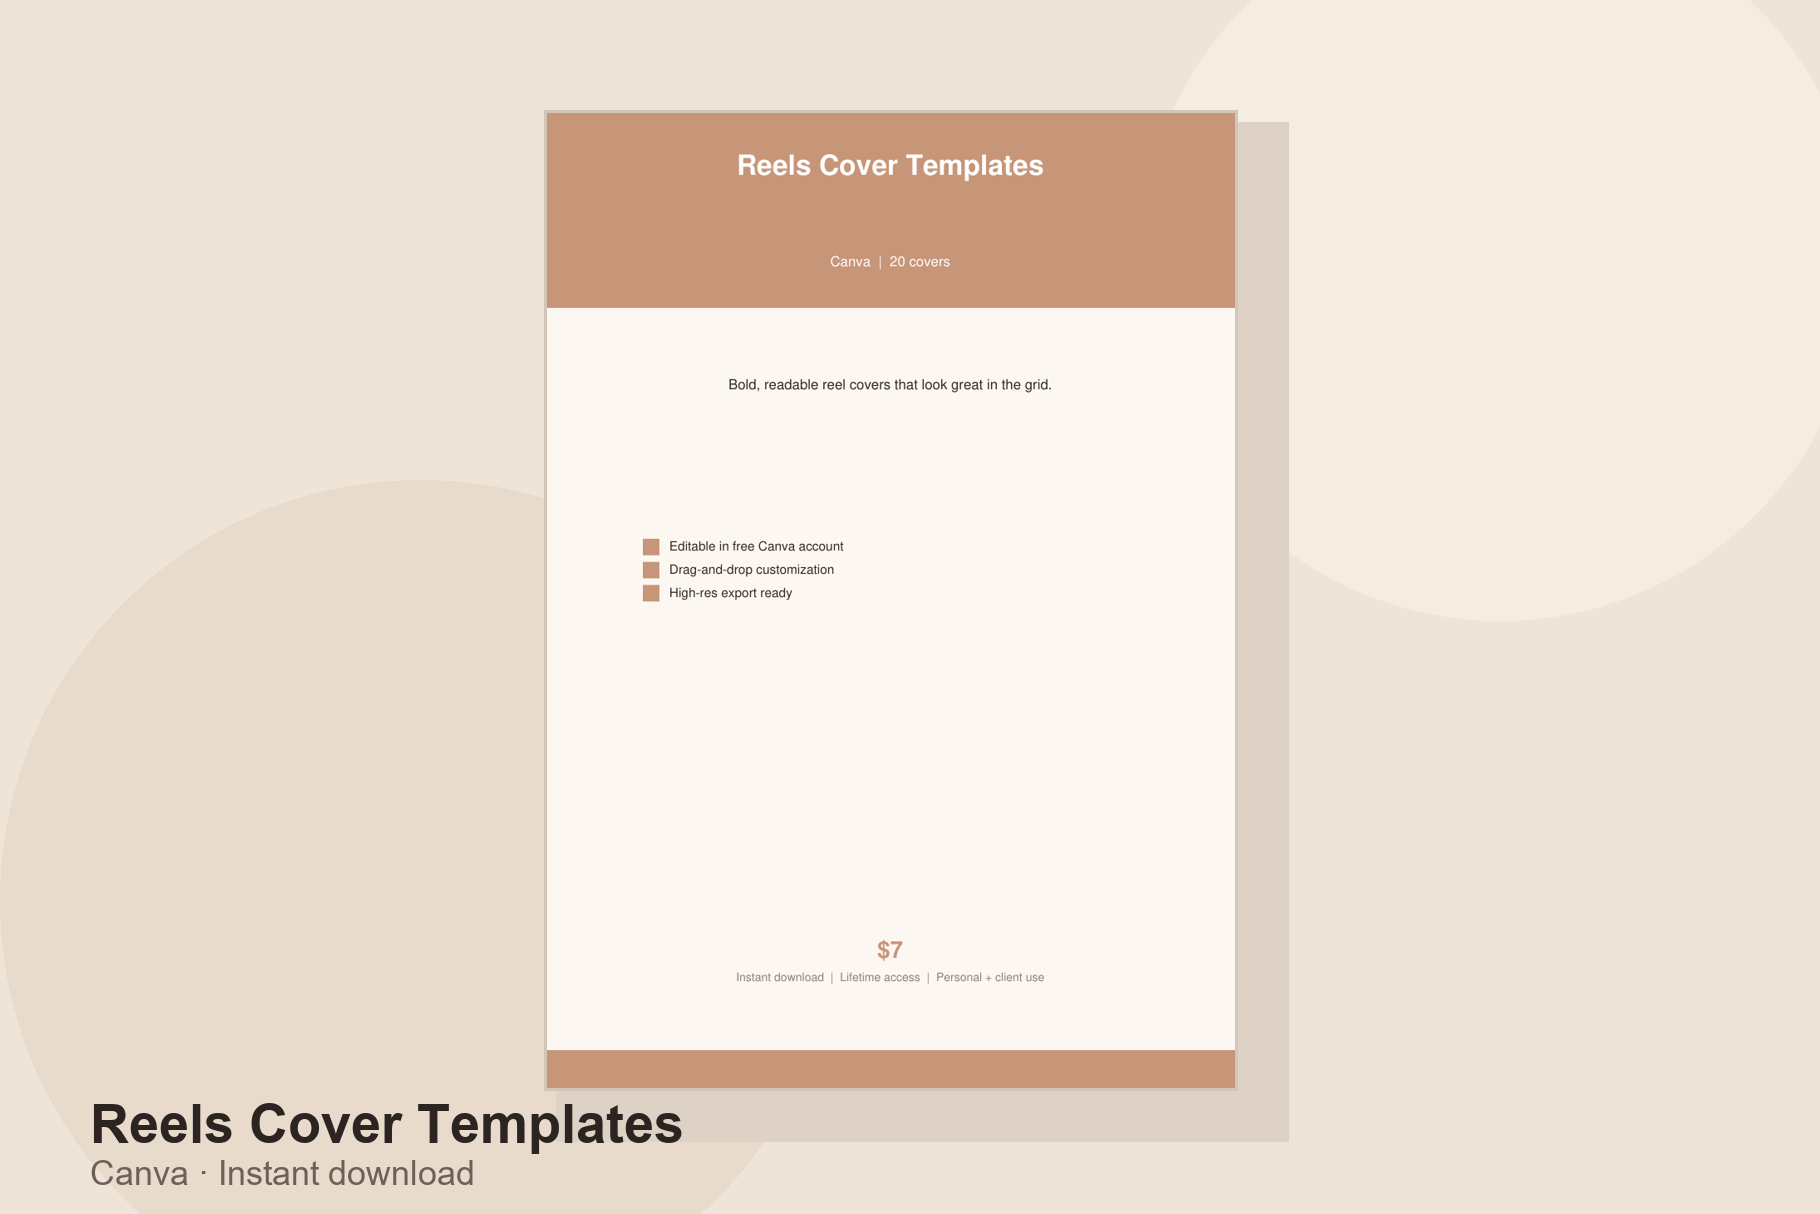 Reels Cover Templates
Canva | 20 covers
Bold, readable reel covers that look great in the grid.
Editable in free Canva account
Drag-and-drop customization
High-res export ready
$7
Instant download | Lifetime access | Personal + client use
Reels Cover Templates
Canva · Instant download